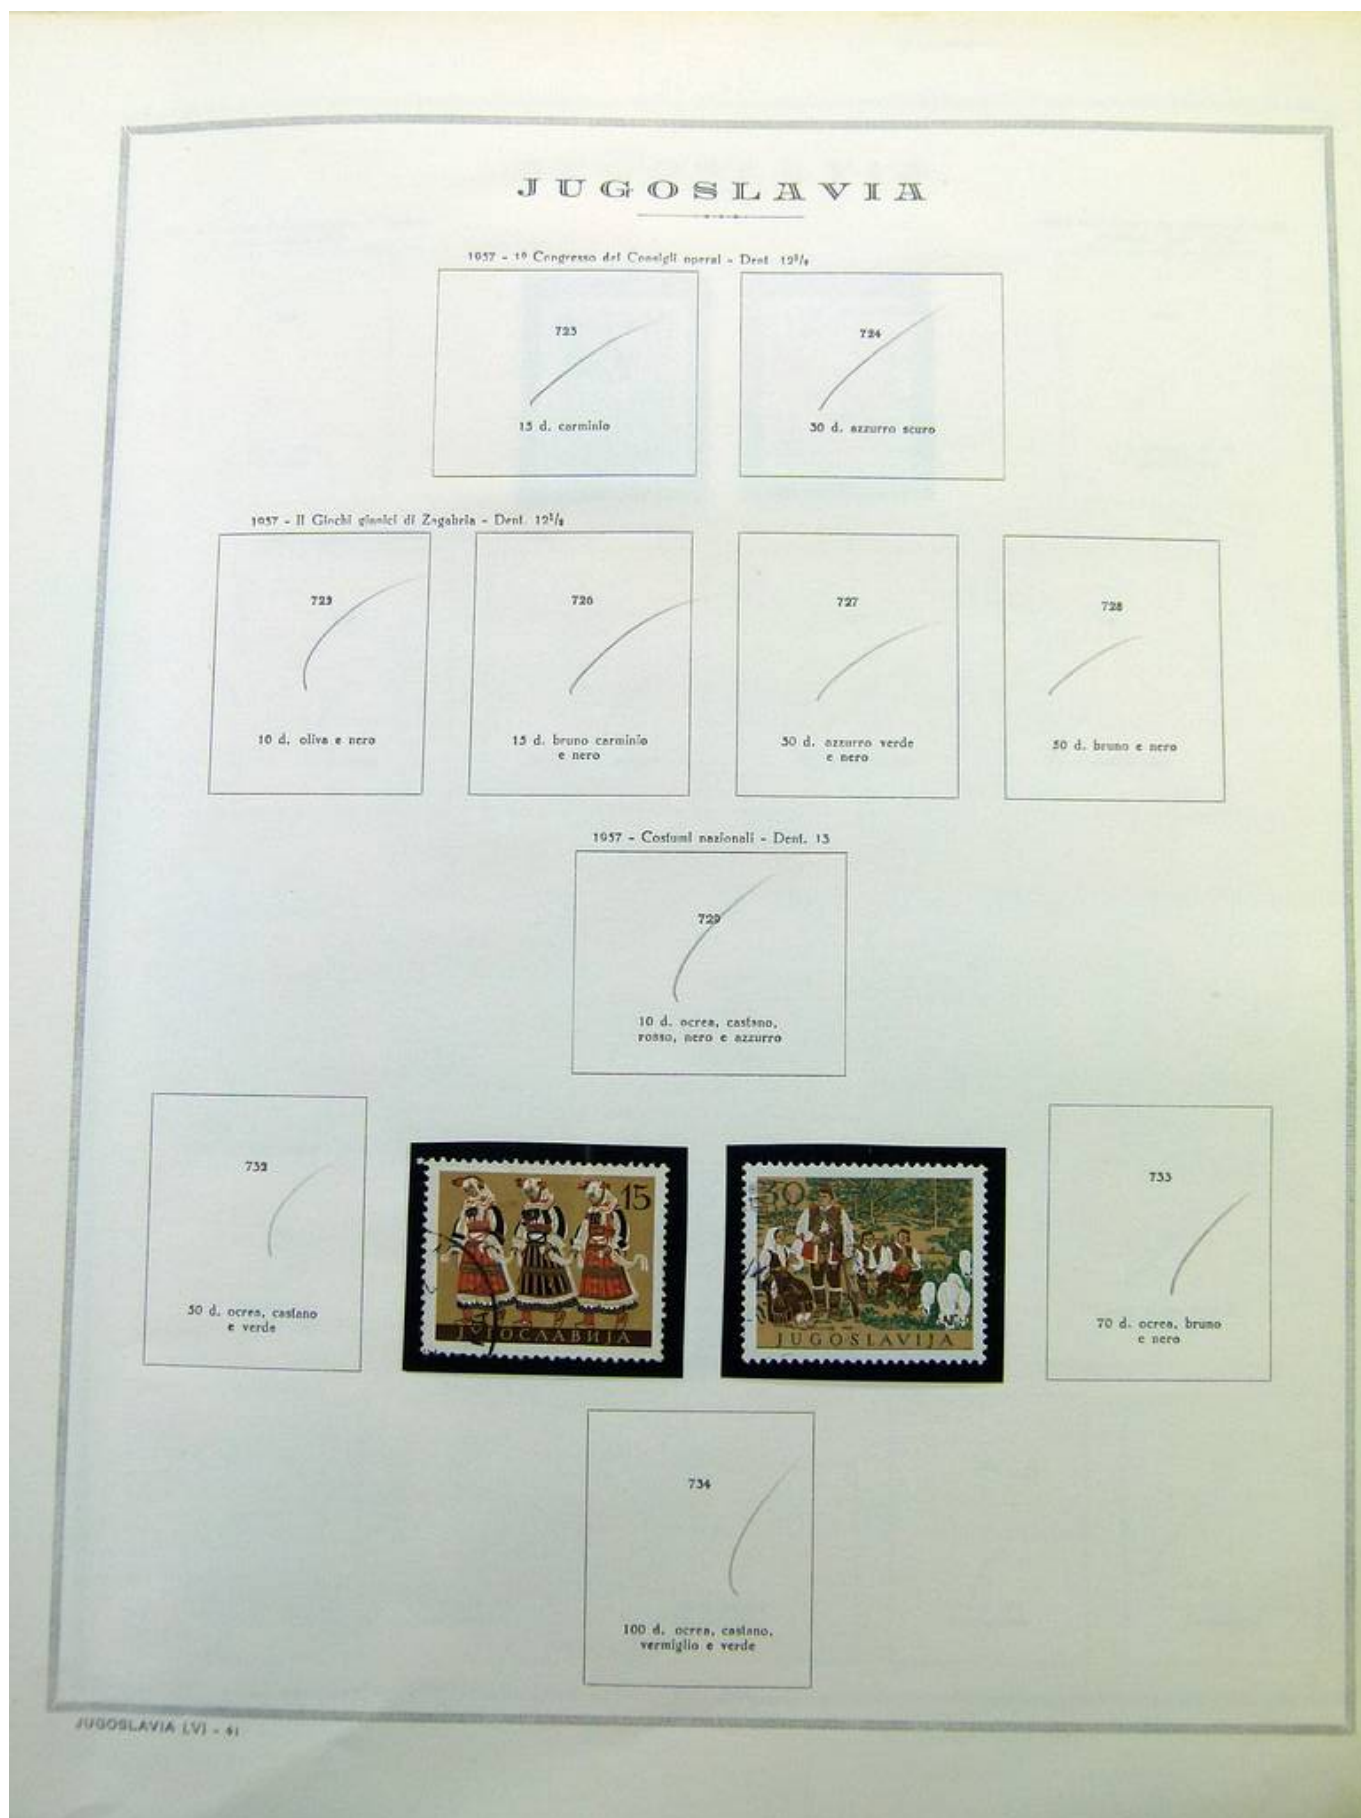 JUGOSLAVIA
1957 - 1º Congresso dei Consigli operai - Dent. 12½
723
15 d. carminio
724
30 d. azzurro scuro
1957 - II Giochi ginnici di Zagabria - Dent. 12½
725
10 d. oliva e nero
726
15 d. bruno carminio
e nero
727
30 d. azzurro verde
e nero
728
50 d. bruno e nero
1957 - Costumi nazionali - Dent. 13
729
10 d. ocrea, castano,
rosso, nero e azzurro
732
50 d. ocrea, castano
e verde
15
ЈУГОСЛАВИЈА
30
JUGOSLAVIJA
733
70 d. ocrea, bruno
e nero
734
100 d. ocrea, castano,
vermiglio e verde
JUGOSLAVIA (V) - 41